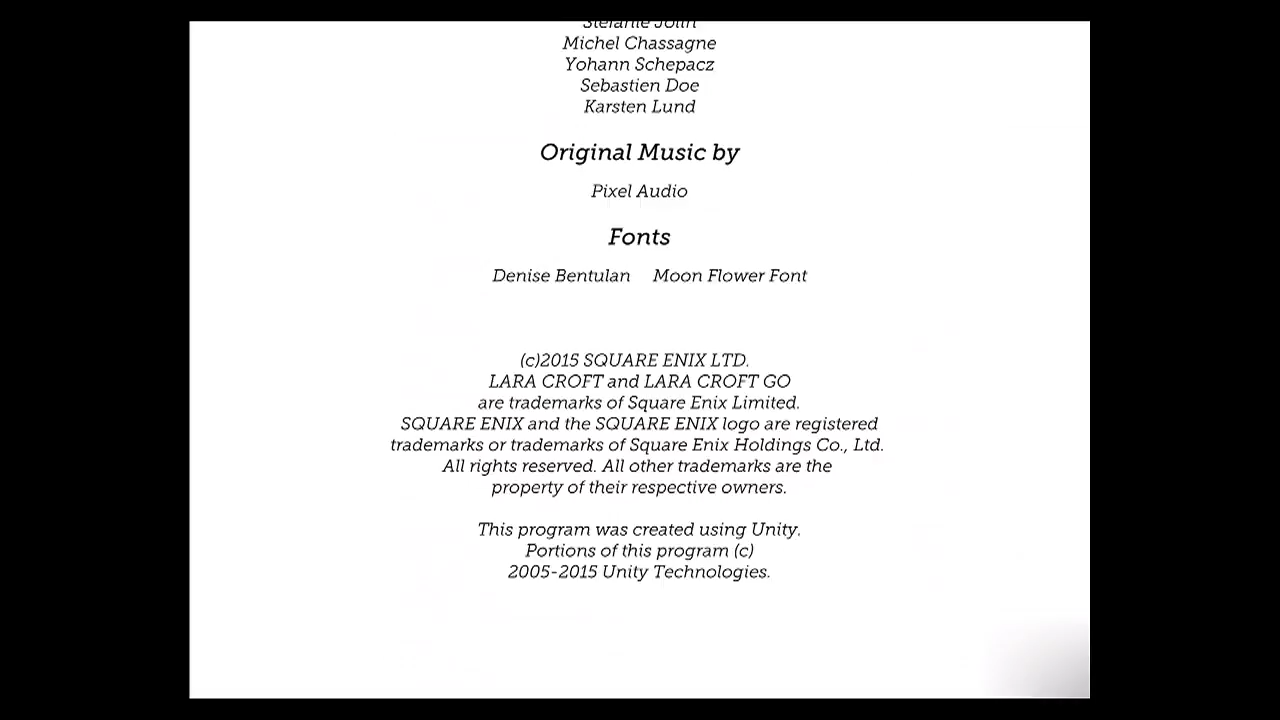 Stefanie Jolin
Michel Chassagne
Yohann Schepacz
Sebastien Doe
Karsten Lund
Original Music by
Pixel Audio
Fonts
Denise Bentulan Moon Flower Font
(c)2015 SQUARE ENIX LTD.
LARA CROFT and LARA CROFT GO
are trademarks of Square Enix Limited.
SQUARE ENIX and the SQUARE ENIX logo are registered
trademarks or trademarks of Square Enix Holdings Co., Ltd.
All rights reserved. All other trademarks are the
property of their respective owners.
This program was created using Unity.
Portions of this program (c)
2005-2015 Unity Technologies.